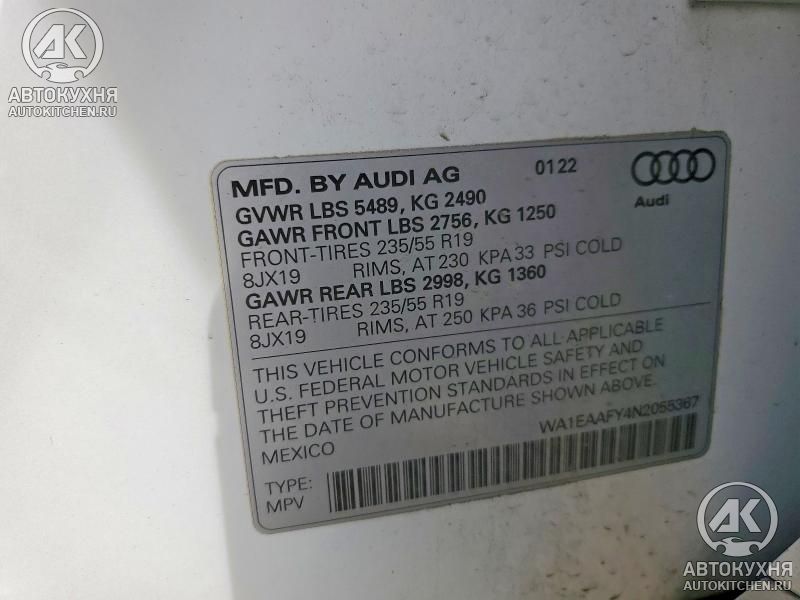 AK
АВТОКУХНЯ
AUTOKITCHEN.RU
MFD. BY AUDI AG 0122
Audi
GVWR LBS 5489, KG 2490
GAWR FRONT LBS 2756, KG 1250
FRONT-TIRES 235/55 R19
8JX19 RIMS, AT 230 KPA 33 PSI COLD
GAWR REAR LBS 2998, KG 1360
REAR-TIRES 235/55 R19
8JX19 RIMS, AT 250 KPA 36 PSI COLD
THIS VEHICLE CONFORMS TO ALL APPLICABLE
U.S. FEDERAL MOTOR VEHICLE SAFETY AND
THEFT PREVENTION STANDARDS IN EFFECT ON
THE DATE OF MANUFACTURE SHOWN ABOVE.
MEXICO WA1EAAFY4N2055367
TYPE:
MPV
AK
АВТОКУХНЯ
AUTOKITCHEN.RU